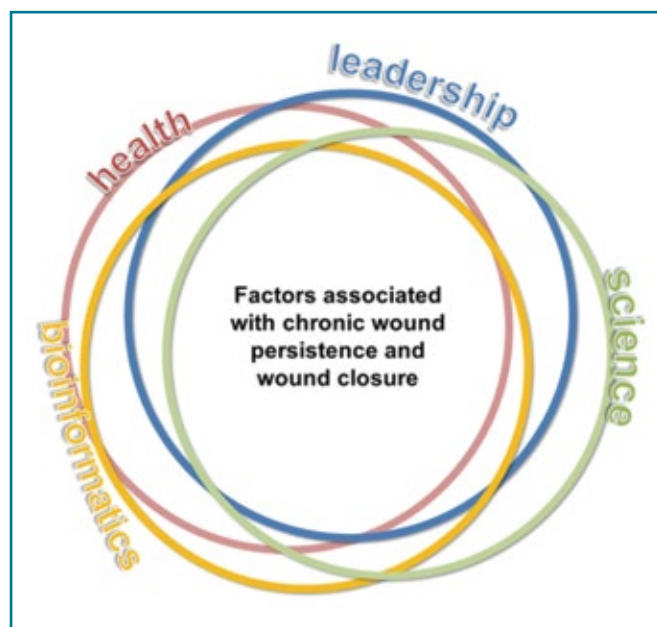 leadership
health
science
bioinformatics
Factors associated
with chronic wound
persistence and
wound closure